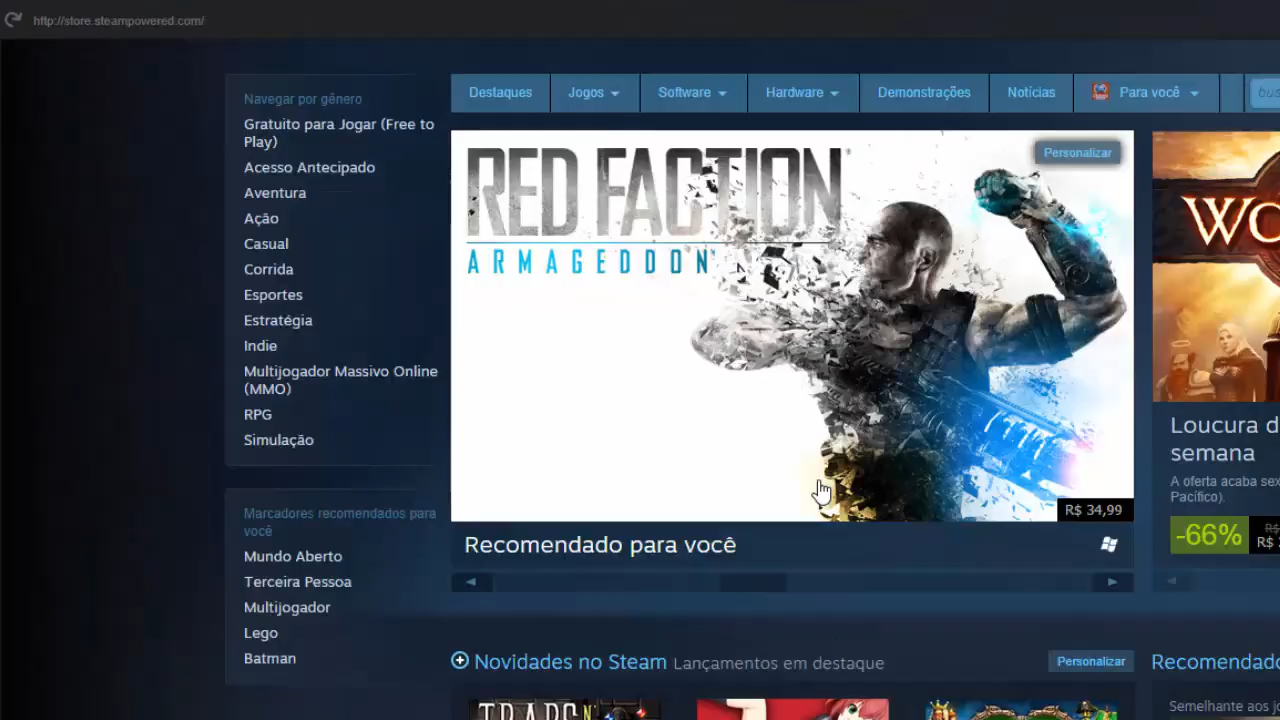 http://store.steampowered.com/
Navegar por gênero
Gratuito para Jogar (Free to
Play)
Acesso Antecipado
Aventura
Ação
Casual
Corrida
Esportes
Estratégia
Indie
Multijogador Massivo Online
(MMO)
RPG
Simulação
Marcadores recomendados para
você
Mundo Aberto
Terceira Pessoa
Multijogador
Lego
Batman
Destaques
Jogos
Software
Hardware
Demonstrações
Notícias
Para você
Personalizar
RED FACTION
ARMAGEDDON
R$ 34,99
Recomendado para você
WO
Loucura d
semana
A oferta acaba sex
Pacífico).
-66%
R$
R$
Novidades no Steam Lançamentos em destaque
Personalizar
Recomendado
Semelhante aos jo